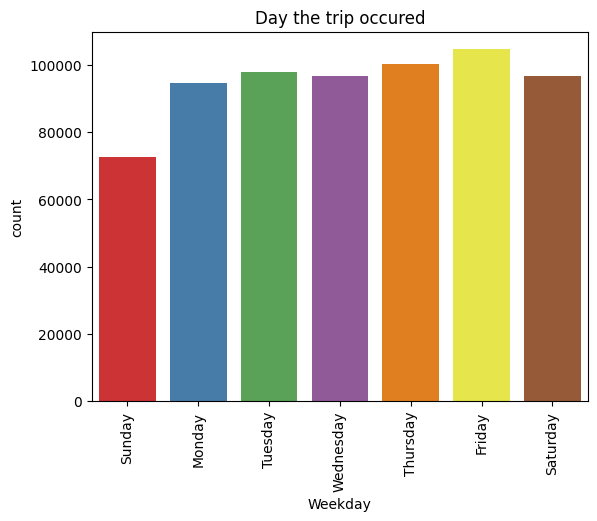 Day the trip occured
count
100000
80000
60000
40000
20000
0
Sunday
Monday
Tuesday
Wednesday
Thursday
Friday
Saturday
Weekday